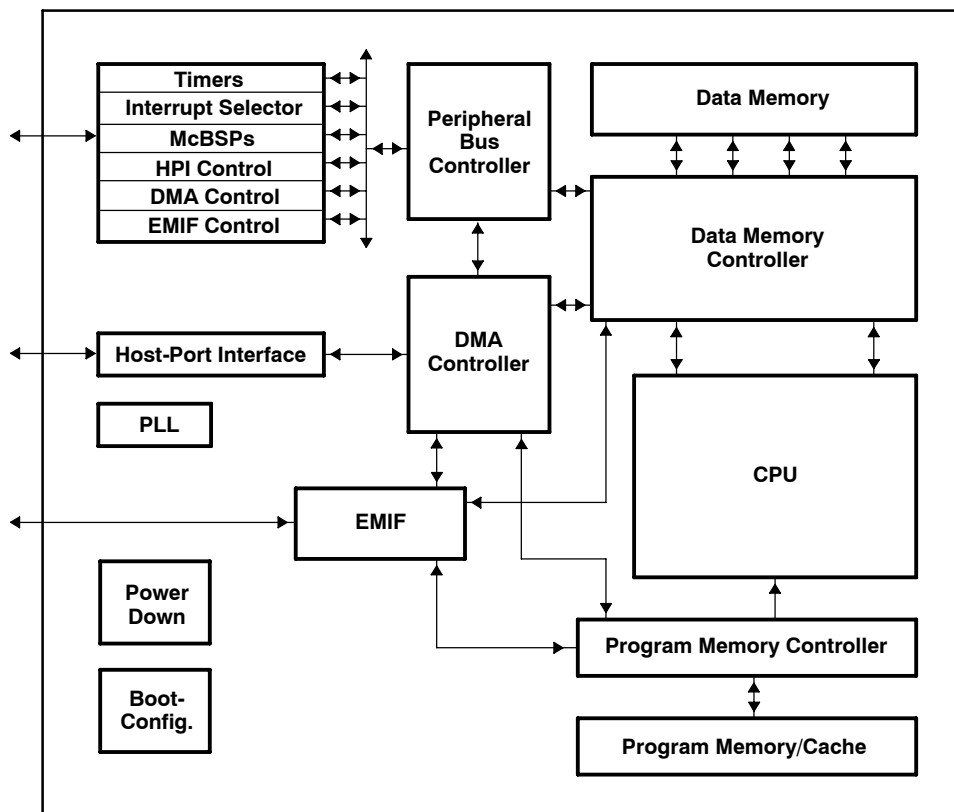 Timers
Interrupt Selector
McBSPs
HPI Control
DMA Control
EMIF Control
Peripheral
Bus
Controller
Data Memory
Data Memory
Controller
Host-Port Interface
DMA
Controller
PLL
CPU
EMIF
Power
Down
Program Memory Controller
Boot-
Config.
Program Memory/Cache